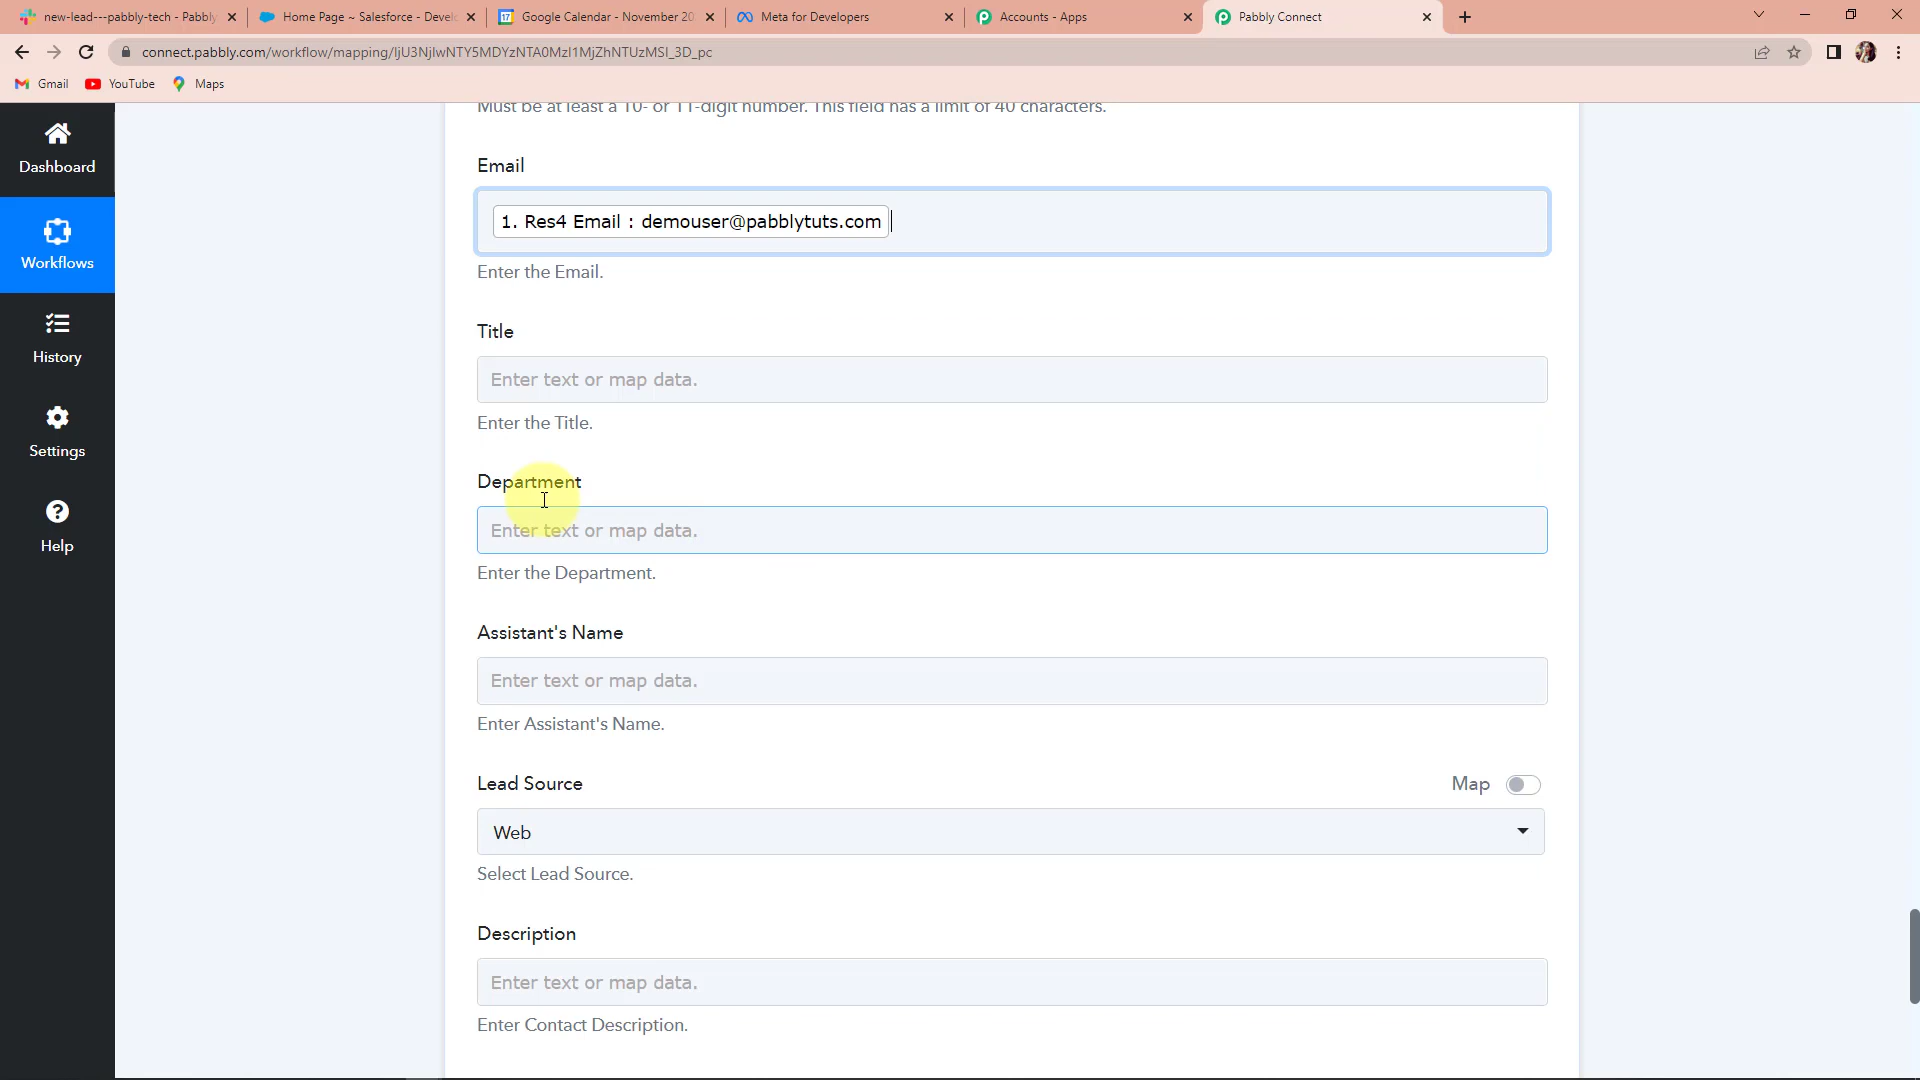 new-lead---pabbly-tech - Pabbly
Home Page ~ Salesforce - Develo
Google Calendar - November 20
Meta for Developers
Accounts - Apps
Pabbly Connect
connect.pabbly.com/workflow/mapping/IjU3NjIwNTY5MDYzNTA0MzI1MjZhNTUzMSI_3D_pc
Gmail
YouTube
Maps
Must be at least a 10- or 11-digit number. This field has a limit of 40 characters.
Dashboard
Workflows
History
Settings
Help
Email
1. Res4 Email : demouser@pabblytuts.com
Enter the Email.
Title
Enter text or map data.
Enter the Title.
Department
Enter text or map data.
Enter the Department.
Assistant's Name
Enter text or map data.
Enter Assistant's Name.
Lead Source
Map
Web
Select Lead Source.
Description
Enter text or map data.
Enter Contact Description.